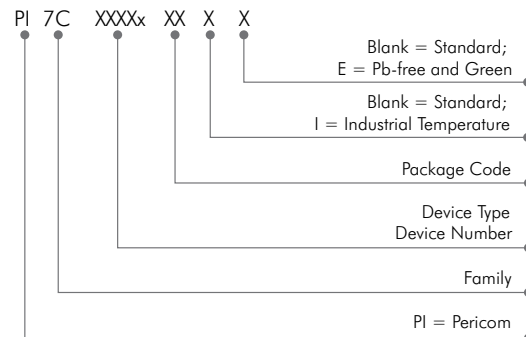 PI 7C XXXXx XX X X
Blank = Standard;
E = Pb-free and Green
Blank = Standard;
I = Industrial Temperature
Package Code
Device Type
Device Number
Family
PI = Pericom